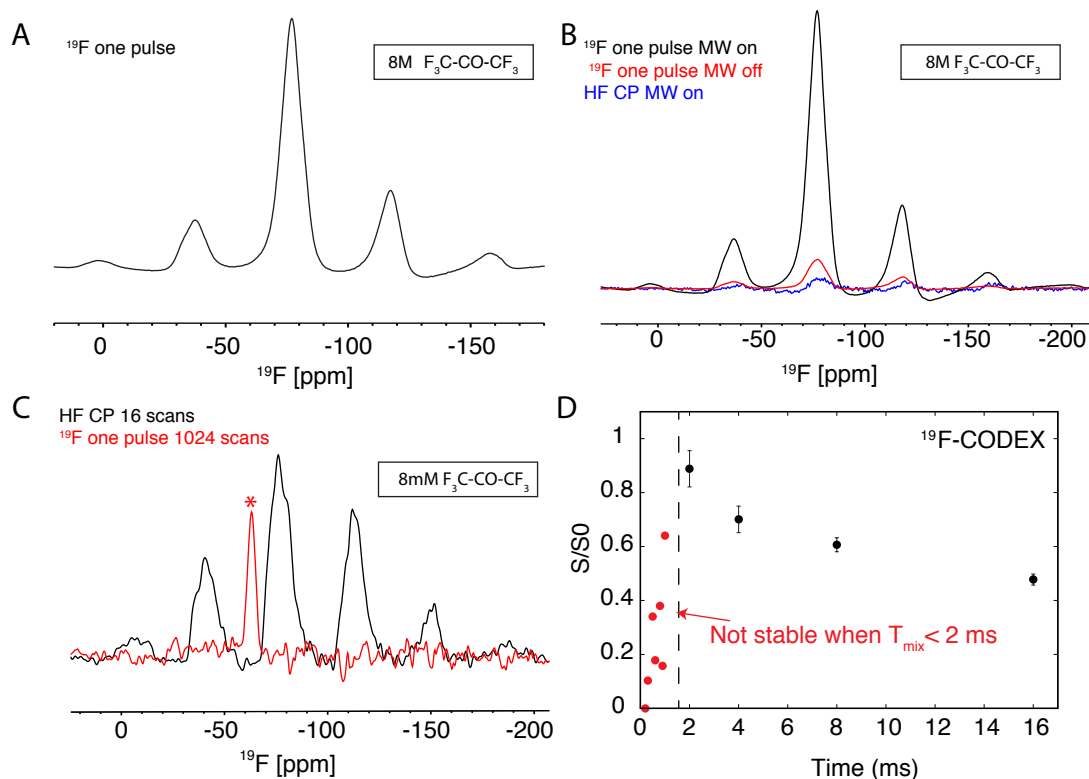 A
¹⁹F one pulse
8M F₃C-CO-CF₃
0 -50 -100 -150
¹⁹F [ppm]
B
¹⁹F one pulse MW on
¹⁹F one pulse MW off
HF CP MW on
8M F₃C-CO-CF₃
0 -50 -100 -150 -200
¹⁹F [ppm]
C
HF CP 16 scans
¹⁹F one pulse 1024 scans
8mM F₃C-CO-CF₃
*
0 -50 -100 -150 -200
¹⁹F [ppm]
D
¹⁹F-CODEX
1
0.8
0.6
0.4
0.2
0
S/S0
Not stable when Tₘᵢₓ< 2 ms
0 2 4 6 8 10 12 14 16
Time (ms)